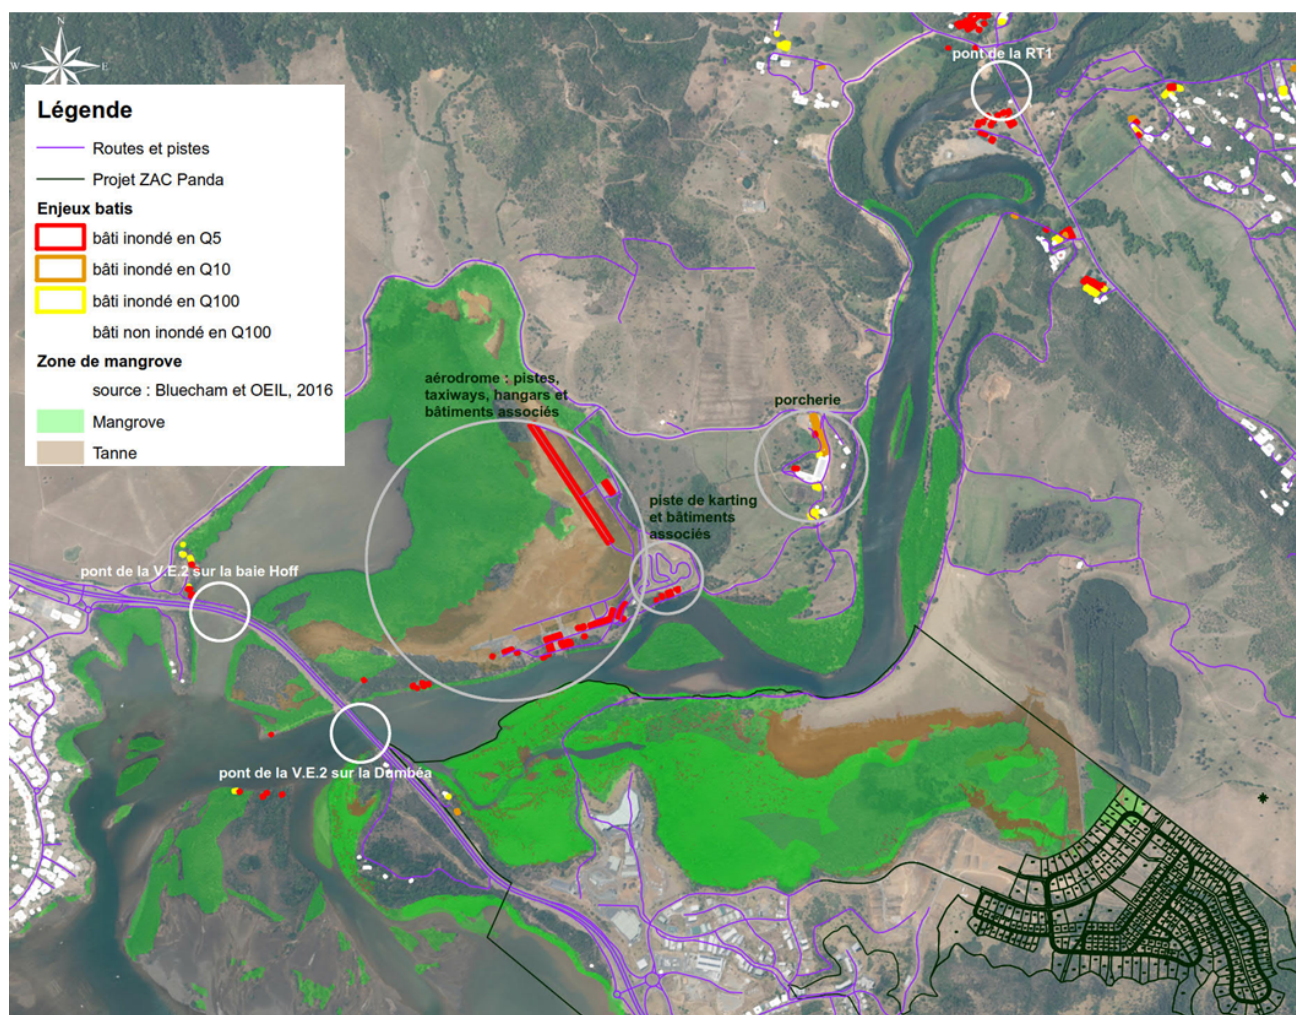 N
W
E
S
Légende
Routes et pistes
Projet ZAC Panda
Enjeux batis
bâti inondé en Q5
bâti inondé en Q10
bâti inondé en Q100
bâti non inondé en Q100
Zone de mangrove
source : Bluecham et OEIL, 2016
Mangrove
Tanne
pont de la RT1
aérodrome : pistes,
taxiways, hangars et
bâtiments associés
porcherie
piste de karting
et bâtiments
associés
pont de la V.E.2 sur la baie Hoff
pont de la V.E.2 sur la Dumbéa